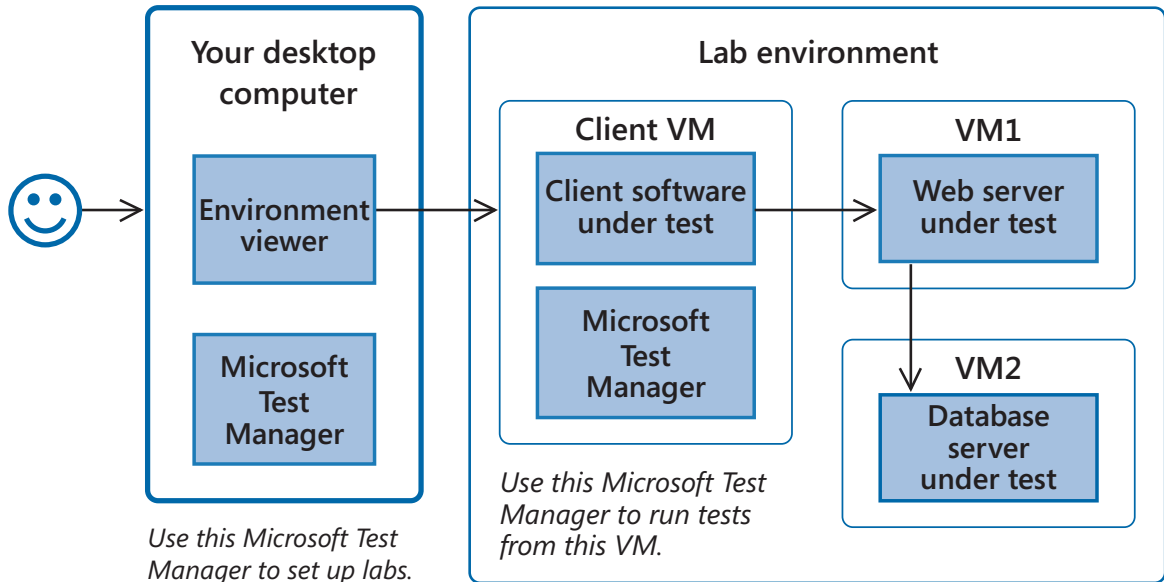 Your desktop
computer
Environment
viewer
Microsoft
Test
Manager
Use this Microsoft Test
Manager to set up labs.
Lab environment
Client VM
Client software
under test
Microsoft
Test
Manager
Use this Microsoft Test
Manager to run tests
from this VM.
VM1
Web server
under test
VM2
Database
server
under test